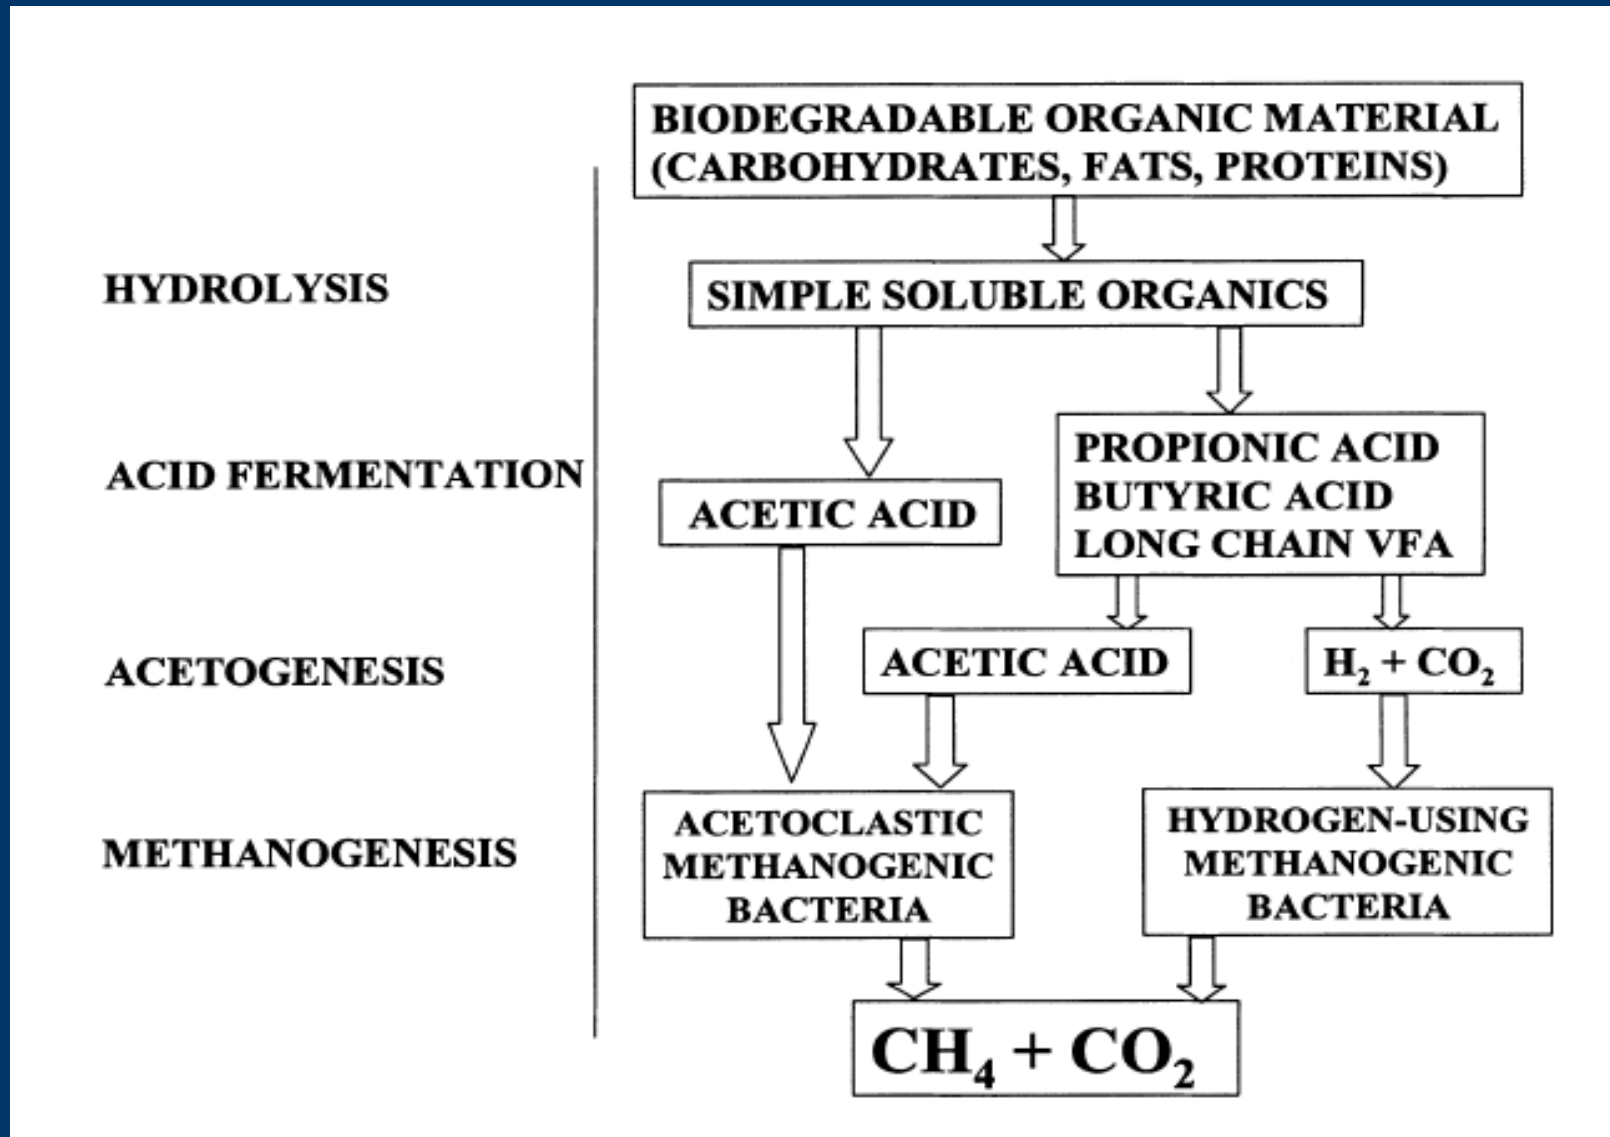 BIODEGRADABLE ORGANIC MATERIAL
(CARBOHYDRATES, FATS, PROTEINS)
HYDROLYSIS
SIMPLE SOLUBLE ORGANICS
ACID FERMENTATION
ACETIC ACID
PROPIONIC ACID
BUTYRIC ACID
LONG CHAIN VFA
ACETOGENESIS
ACETIC ACID
H₂ + CO₂
METHANOGENESIS
ACETOCLASTIC
METHANOGENIC
BACTERIA
HYDROGEN-USING
METHANOGENIC
BACTERIA
CH₄ + CO₂